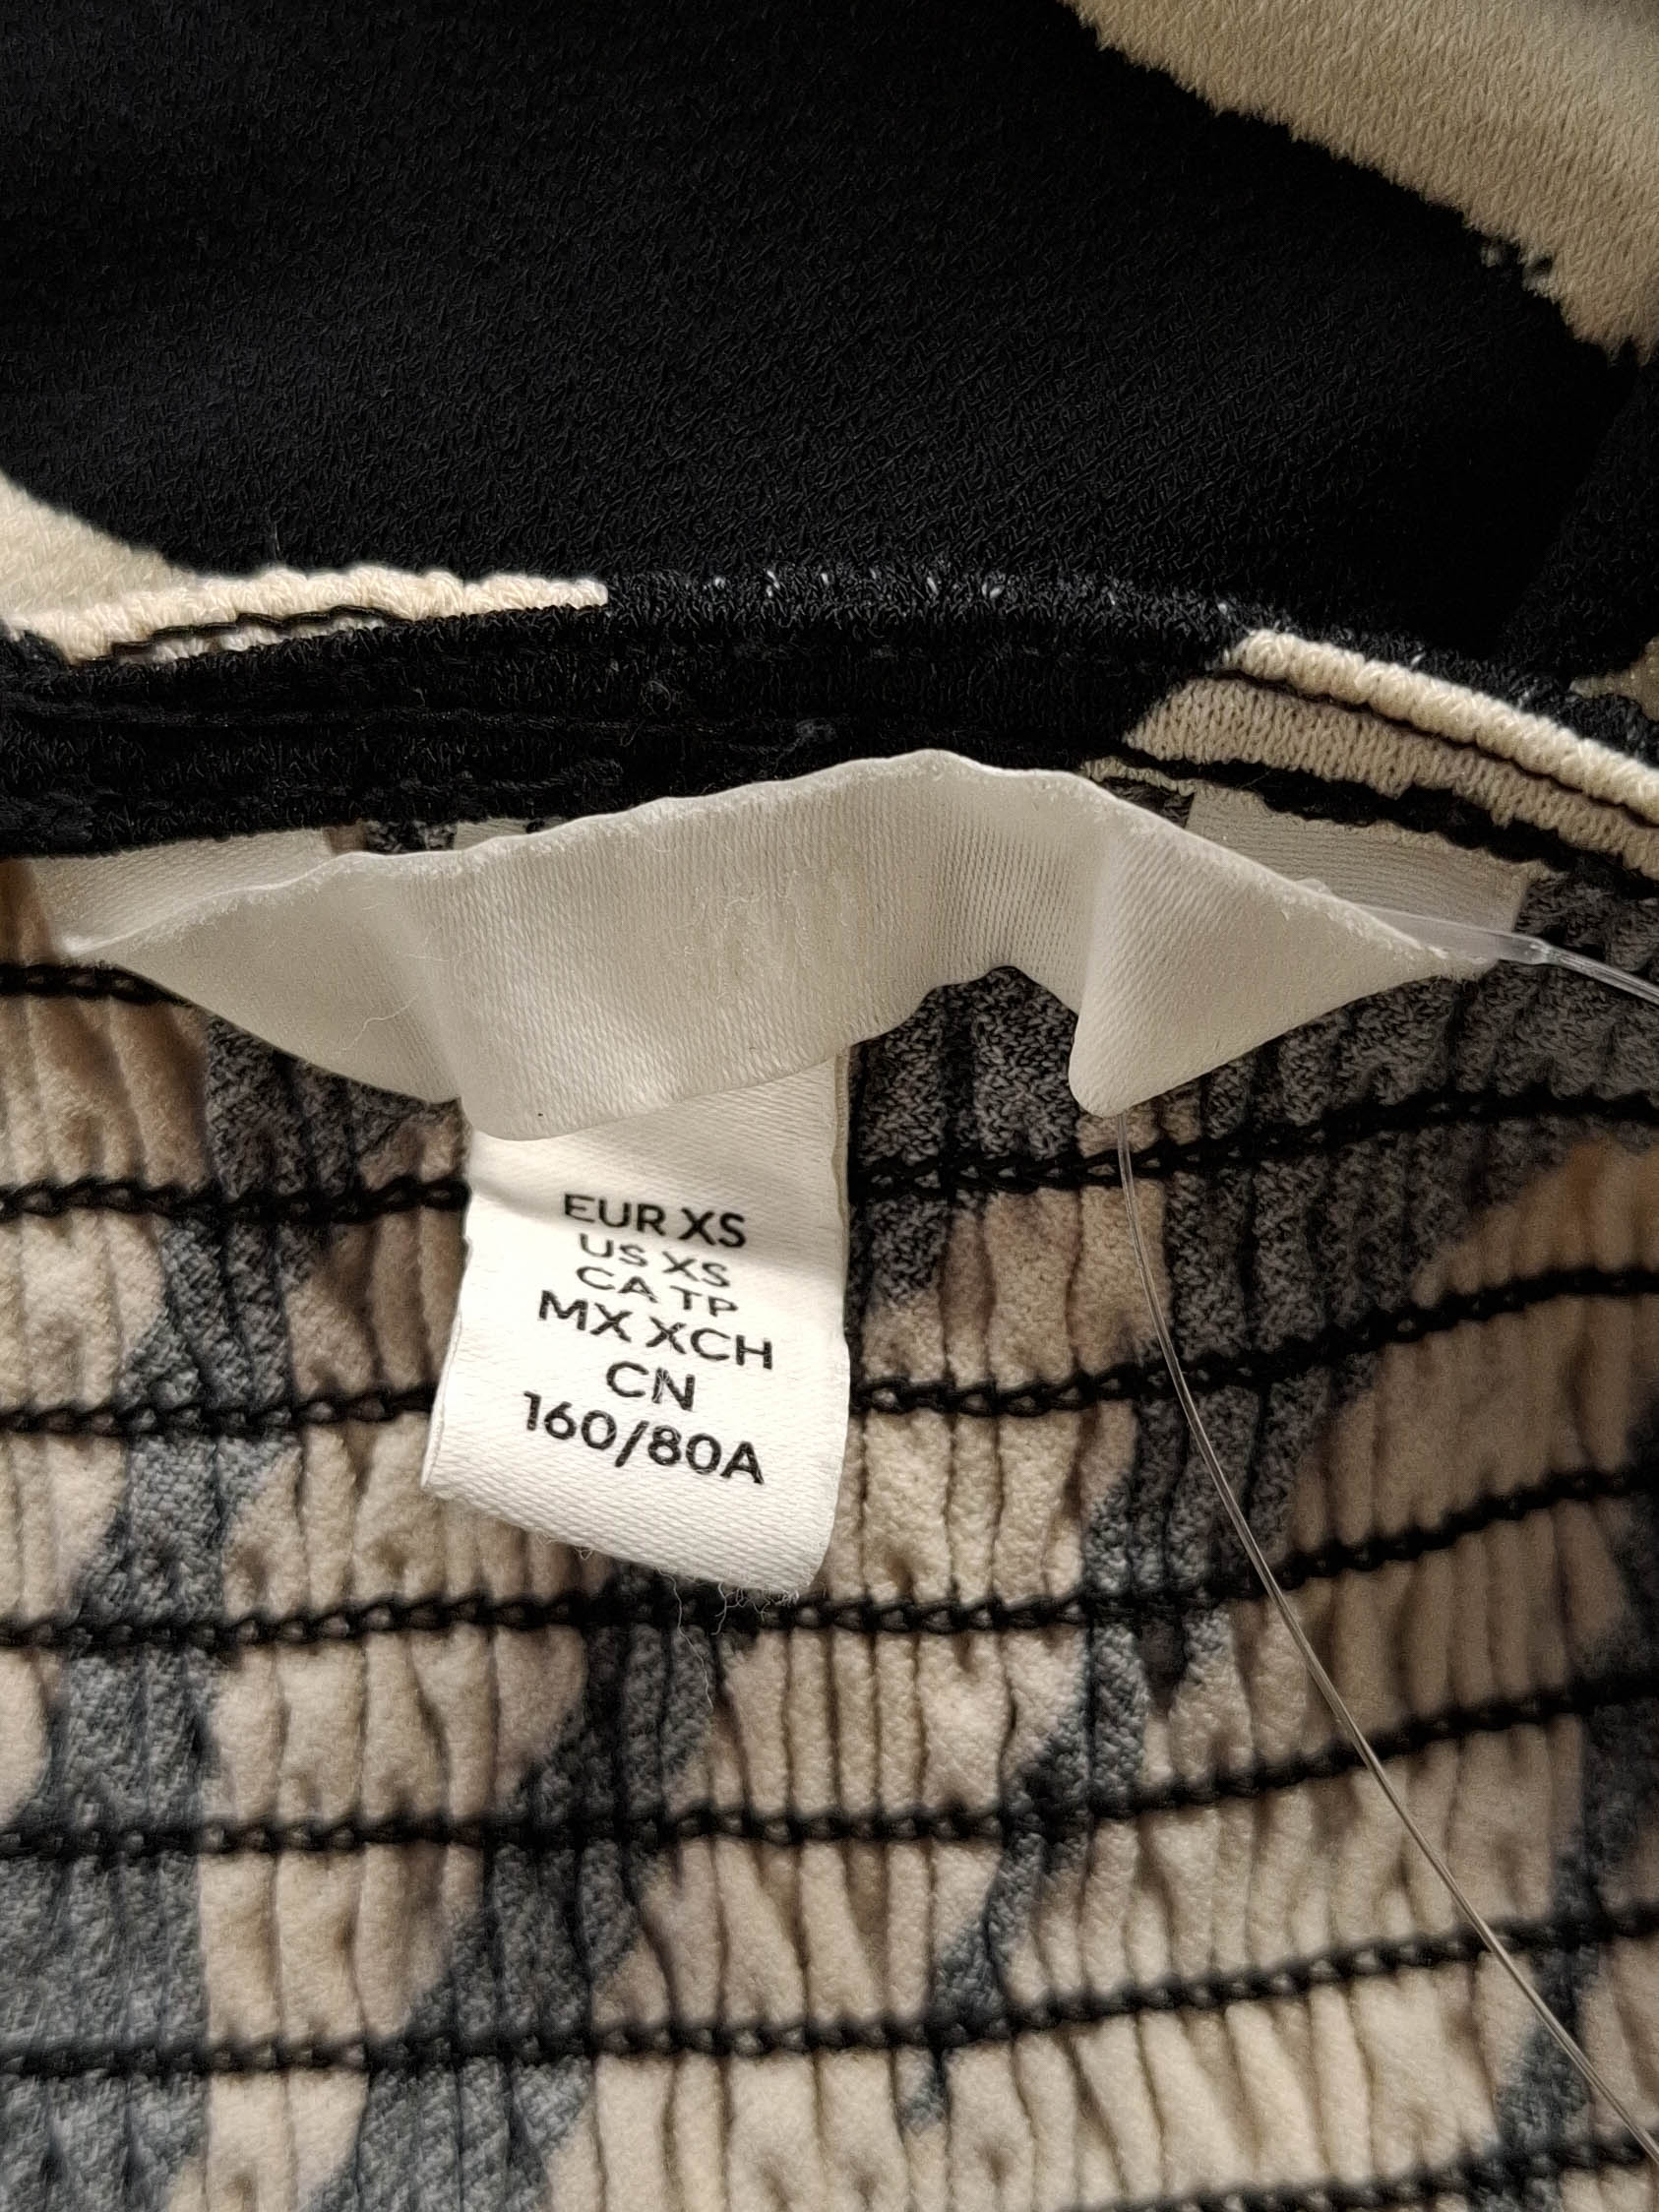 EUR XS
US XS
CA TP
MX XCH
CN
160/80A